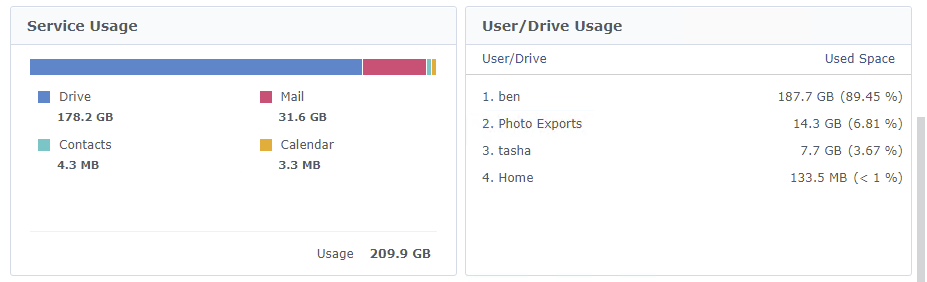 Service Usage
Drive
178.2 GB
Mail
31.6 GB
Contacts
4.3 MB
Calendar
3.3 MB
Usage 209.9 GB
User/Drive Usage
User/Drive Used Space
1. ben 187.7 GB (89.45 %)
2. Photo Exports 14.3 GB (6.81 %)
3. tasha 7.7 GB (3.67 %)
4. Home 133.5 MB (< 1 %)